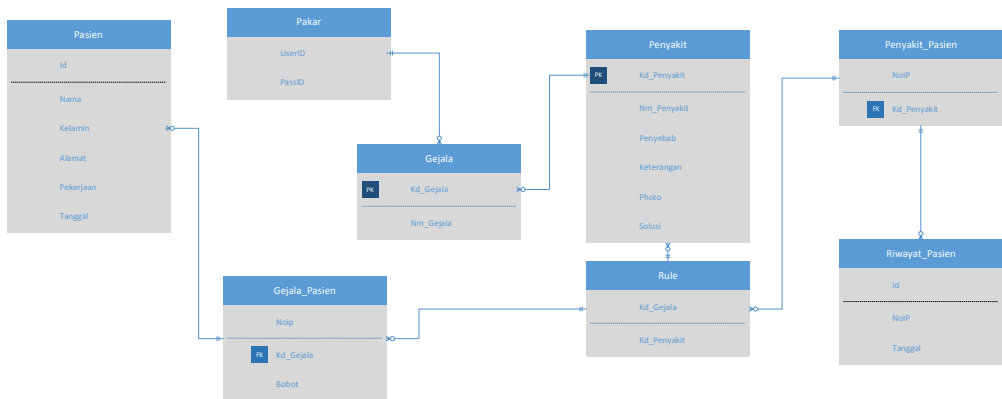 Pasien
Id
Nama
Kelamin
Alamat
Pekerjaan
Tanggal
Pakar
UserID
PassID
Gejala
PK Kd_Gejala
Nm_Gejala
Penyakit
PK Kd_Penyakit
Nm_Penyakit
Penyebab
Keterangan
Photo
Solusi
Penyakit_Pasien
NoIP
FK Kd_Penyakit
Gejala_Pasien
Noip
FK Kd_Gejala
Bobot
Rule
Kd_Gejala
Kd_Penyakit
Riwayat_Pasien
Id
NoIP
Tanggal